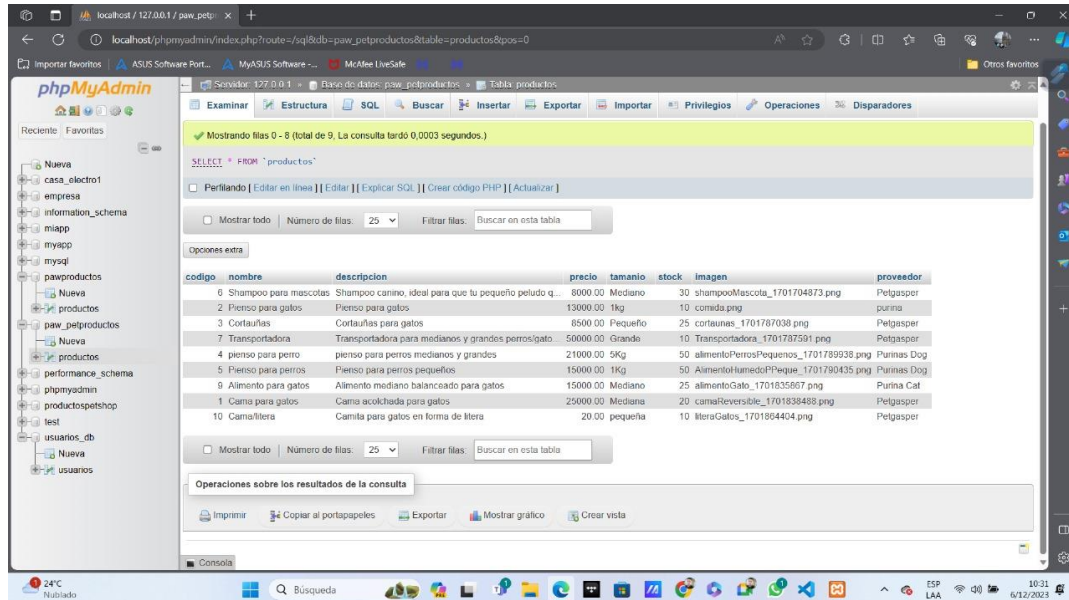 localhost / 127.0.0.1 / paw_petp
localhost/phpmyadmin/index.php?route=/sql&db=paw_petproductos&table=productos&pos=0
Importar favoritos
ASUS Software Port...
MyASUS Software -...
McAfee LiveSafe
Otros favoritos
phpMyAdmin
Reciente Favoritas
Nueva
casa_electro1
empresa
information_schema
miapp
myapp
mysql
pawproductos
Nueva
productos
paw_petproductos
Nueva
productos
performance_schema
phpmyadmin
productospetshop
test
usuarios_db
Nueva
usuarios
Servidor: 127.0.0.1 » Base de datos: paw_petproductos » Tabla: productos
Examinar Estructura SQL Buscar Insertar Exportar Importar Privilegios Operaciones Disparadores
Mostrando filas 0 - 8 (total de 9, La consulta tardó 0,0003 segundos.)
SELECT * FROM `productos`
Perfilando [ Editar en línea ] [ Editar ] [ Explicar SQL ] [ Crear código PHP ] [ Actualizar ]
Mostrar todo | Número de filas: 25 Filtrar filas: Buscar en esta tabla
Opciones extra
codigo nombre descripcion precio tamanio stock imagen proveedor
6 Shampoo para mascotas Shampoo canino, ideal para que tu pequeño peludo q... 8000.00 Mediano 30 shampooMascota_1701704873.png Petgasper
2 Pienso para gatos Pienso para gatos 13000.00 1kg 10 comida.png purina
3 Cortauñas Cortauñas para gatos 8500.00 Pequeño 25 cortaunas_1701787038.png Petgasper
7 Transportadora Transportadora para medianos y grandes perros/gato... 50000.00 Grande 10 Transportadora_1701787591.png Petgasper
4 pienso para perro pienso para perros medianos y grandes 21000.00 5Kg 50 alimentoPerrosPequenos_1701789938.png Purinas Dog
5 Pienso para perros Pienso para perros pequeños 15000.00 1Kg 50 AlimentoHumedoPPeque_1701790435.png Purinas Dog
9 Alimento para gatos Alimento mediano balanceado para gatos 15000.00 Mediano 25 alimentoGato_1701835867.png Purina Cat
1 Cama para gatos Cama acolchada para gatos 25000.00 Mediana 20 camaReversible_1701838488.png Petgasper
10 Cama/litera Camita para gatos en forma de litera 20.00 pequeña 10 literaGatos_1701864404.png Petgasper
Mostrar todo | Número de filas: 25 Filtrar filas: Buscar en esta tabla
Operaciones sobre los resultados de la consulta
Imprimir Copiar al portapapeles Exportar Mostrar gráfico Crear vista
Consola
24°C
Nublado
Búsqueda
ESP
LAA
10:31
6/12/2023